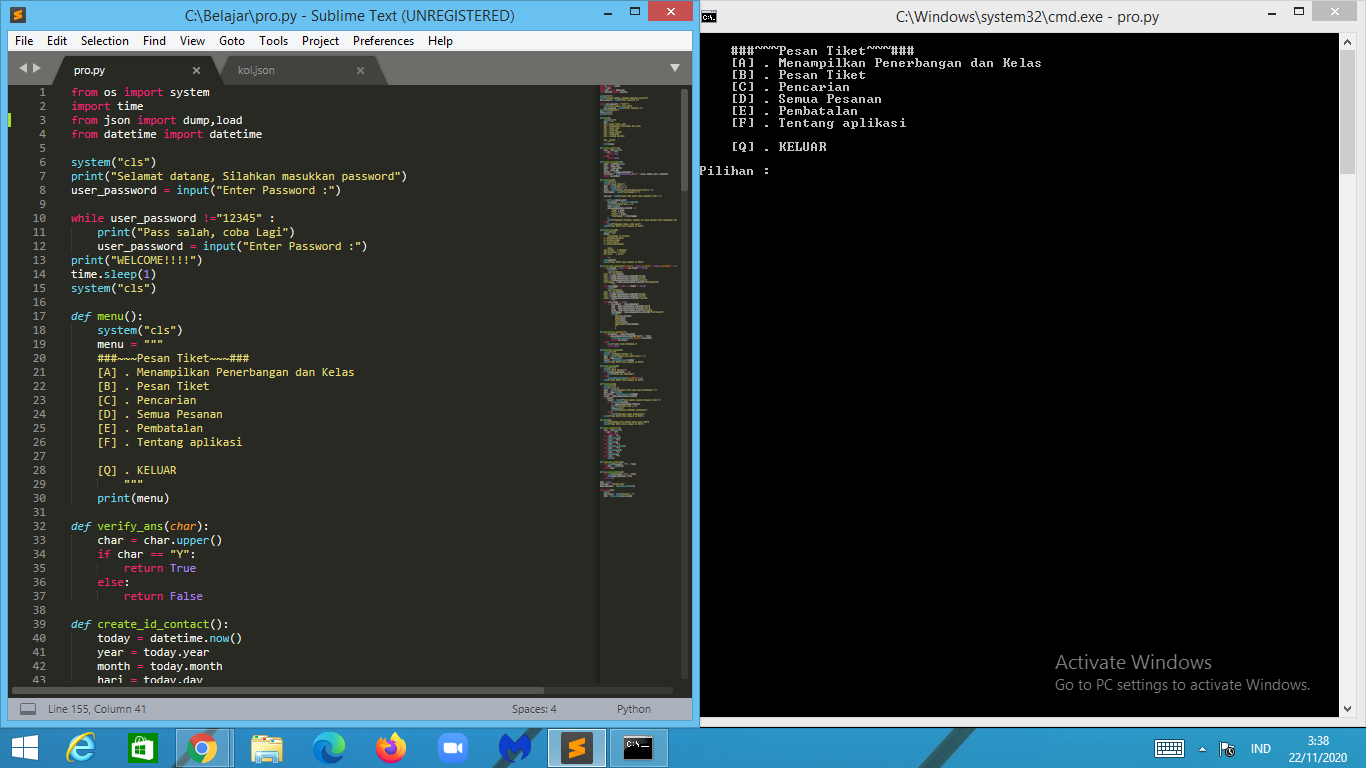 C:\Belajar\pro.py - Sublime Text (UNREGISTERED)
File Edit Selection Find View Goto Tools Project Preferences Help
pro.py
kol.json
1 from os import system
2 import time
3 from json import dump,load
4 from datetime import datetime
5
6 system("cls")
7 print("Selamat datang, Silahkan masukkan password")
8 user_password = input("Enter Password :")
9
10 while user_password !="12345" :
11 print("Pass salah, coba Lagi")
12 user_password = input("Enter Password :")
13 print("WELCOME!!!!")
14 time.sleep(1)
15 system("cls")
16
17 def menu():
18 system("cls")
19 menu = """
20 ###~~~Pesan Tiket~~~###
21 [A] . Menampilkan Penerbangan dan Kelas
22 [B] . Pesan Tiket
23 [C] . Pencarian
24 [D] . Semua Pesanan
25 [E] . Pembatalan
26 [F] . Tentang aplikasi
27
28 [Q] . KELUAR
29 """
30 print(menu)
31
32 def verify_ans(char):
33 char = char.upper()
34 if char == "Y":
35 return True
36 else:
37 return False
38
39 def create_id_contact():
40 today = datetime.now()
41 year = today.year
42 month = today.month
43 hari = today.day
Line 155, Column 41
Spaces: 4
Python
C:\Windows\system32\cmd.exe - pro.py
###~~~Pesan Tiket~~~###
[A] . Menampilkan Penerbangan dan Kelas
[B] . Pesan Tiket
[C] . Pencarian
[D] . Semua Pesanan
[E] . Pembatalan
[F] . Tentang aplikasi
[Q] . KELUAR
Pilihan :
Activate Windows
Go to PC settings to activate Windows.
IND
3:38
22/11/2020